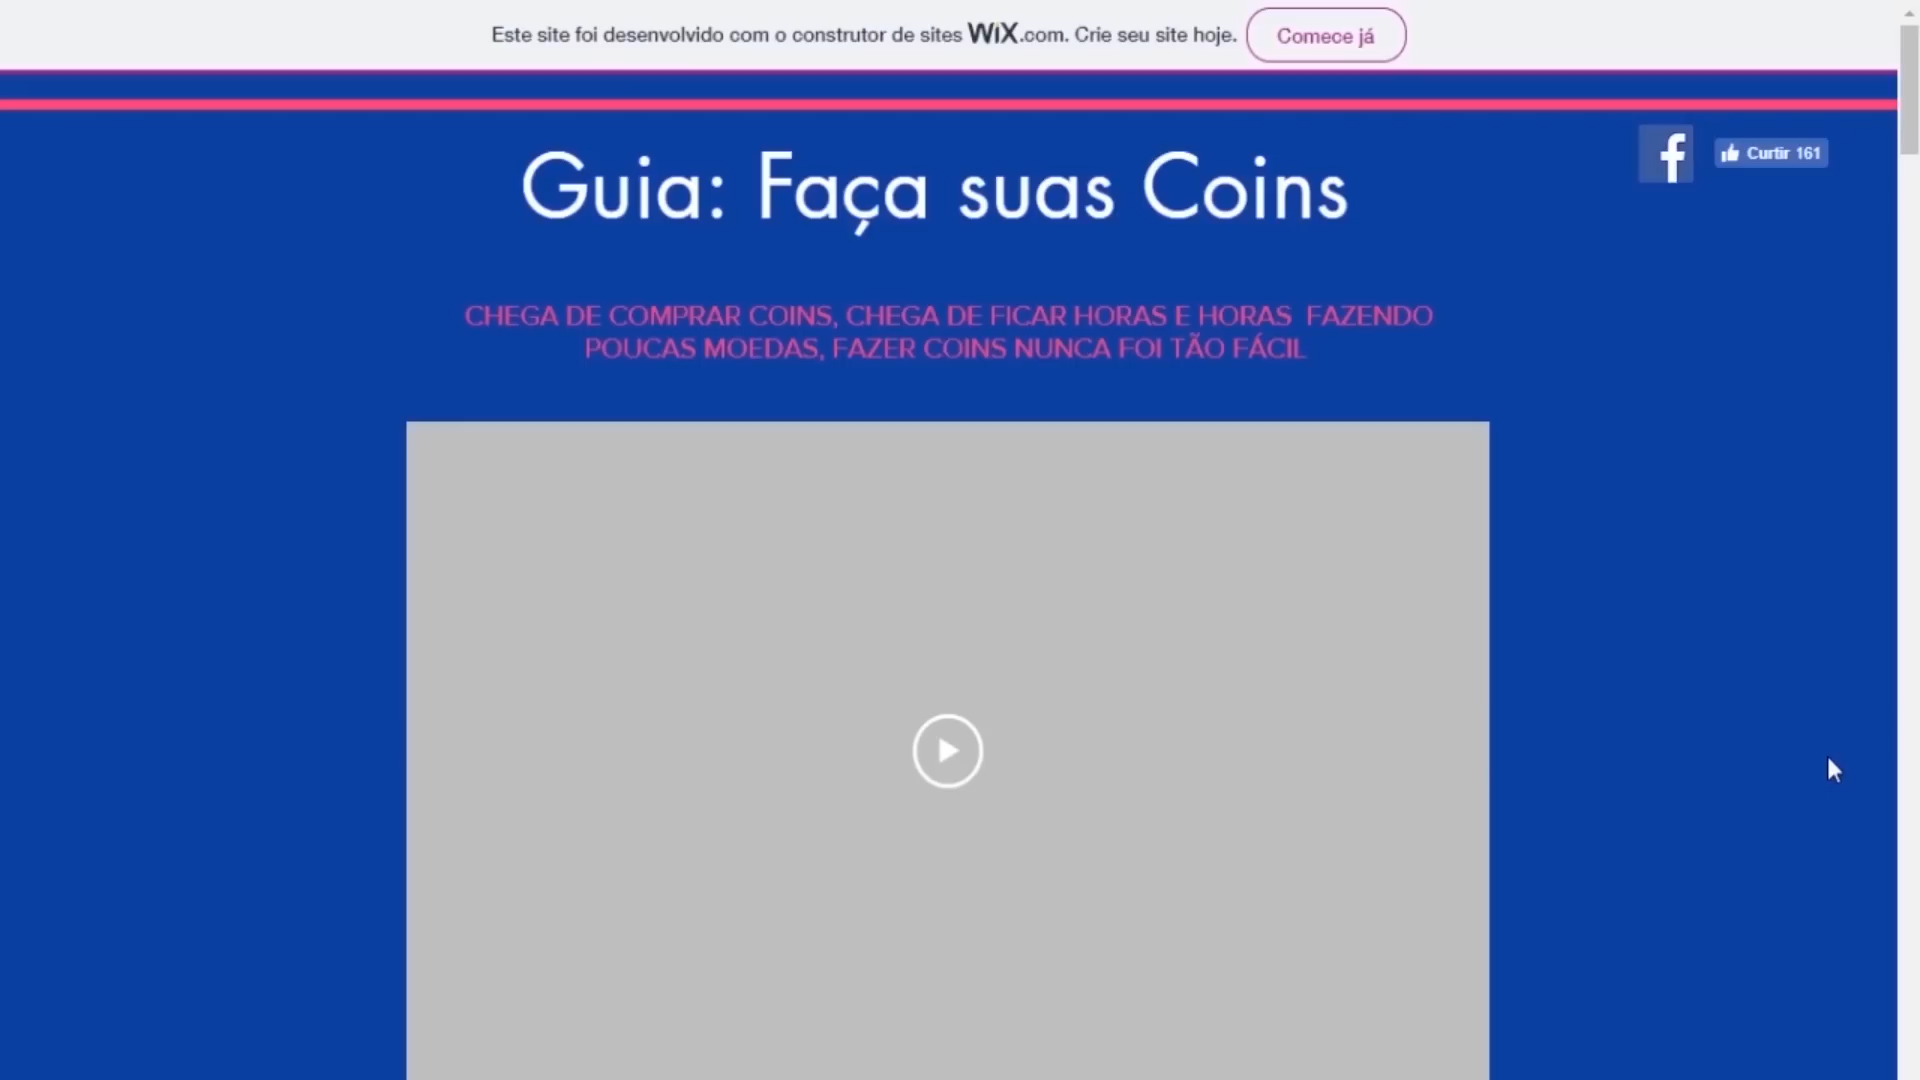 Este site foi desenvolvido com o construtor de sites WiX.com. Crie seu site hoje. Comece já
Curtir 161
Guia: Faça suas Coins
CHEGA DE COMPRAR COINS, CHEGA DE FICAR HORAS E HORAS FAZENDO
POUCAS MOEDAS, FAZER COINS NUNCA FOI TÃO FÁCIL